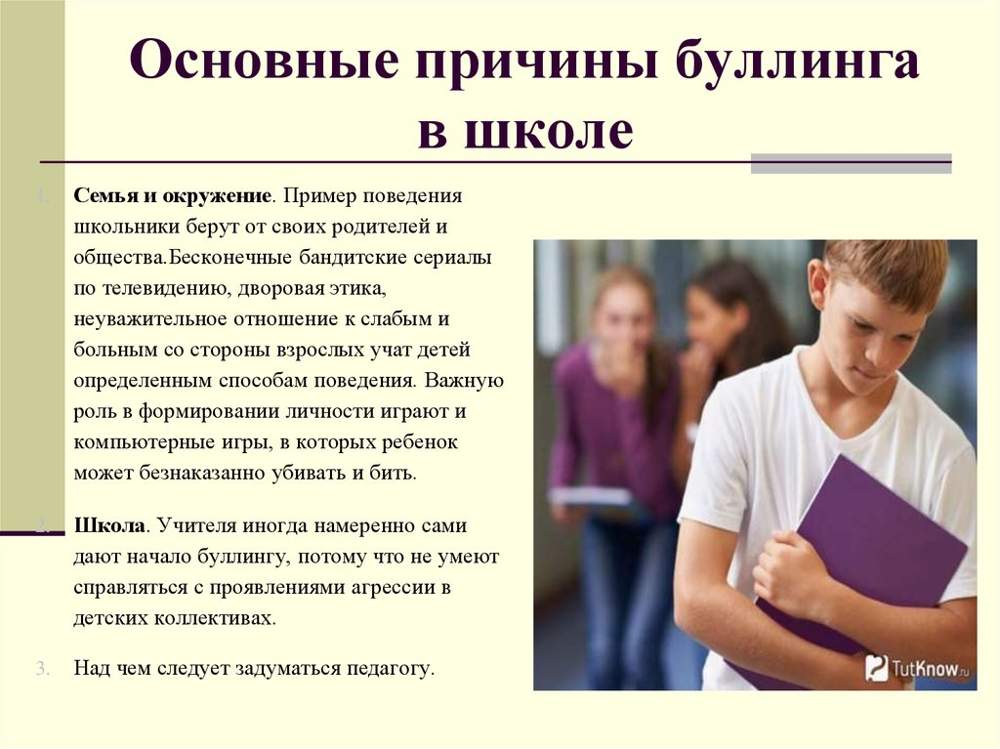 Основные причины буллинга
в школе
1. Семья и окружение. Пример поведения
школьники берут от своих родителей и
общества.Бесконечные бандитские сериалы
по телевидению, дворовая этика,
неуважительное отношение к слабым и
больным со стороны взрослых учат детей
определенным способам поведения. Важную
роль в формировании личности играют и
компьютерные игры, в которых ребенок
может безнаказанно убивать и бить.
2. Школа. Учителя иногда намеренно сами
дают начало буллингу, потому что не умеют
справляться с проявлениями агрессии в
детских коллективах.
3. Над чем следует задуматься педагогу.
TutKnow.ru